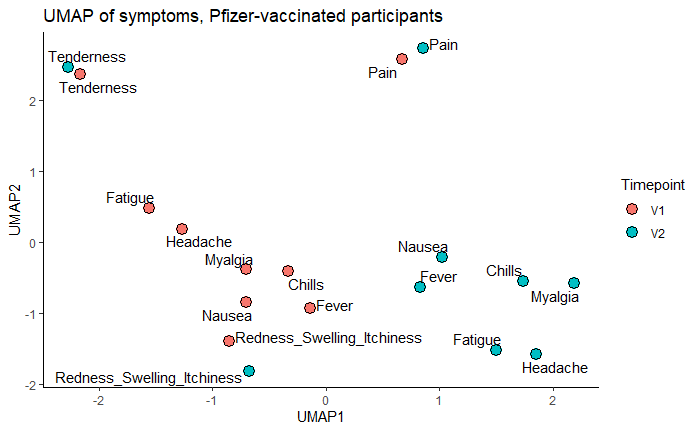 UMAP of symptoms, Pfizer-vaccinated participants
Pain
Tenderness
Pain
Tenderness
2
Timepoint
Fatigue
V1
1
V2
UMAP2
Headache
0
Nausea
Myalgia
Chills
Fever
Chills
Myalgia
Fever
Nausea
-1
Redness_Swelling_Itchiness
Fatigue
Headache
Redness_Swelling_Itchiness
-2
-2
-1
0
1
2
UMAP1